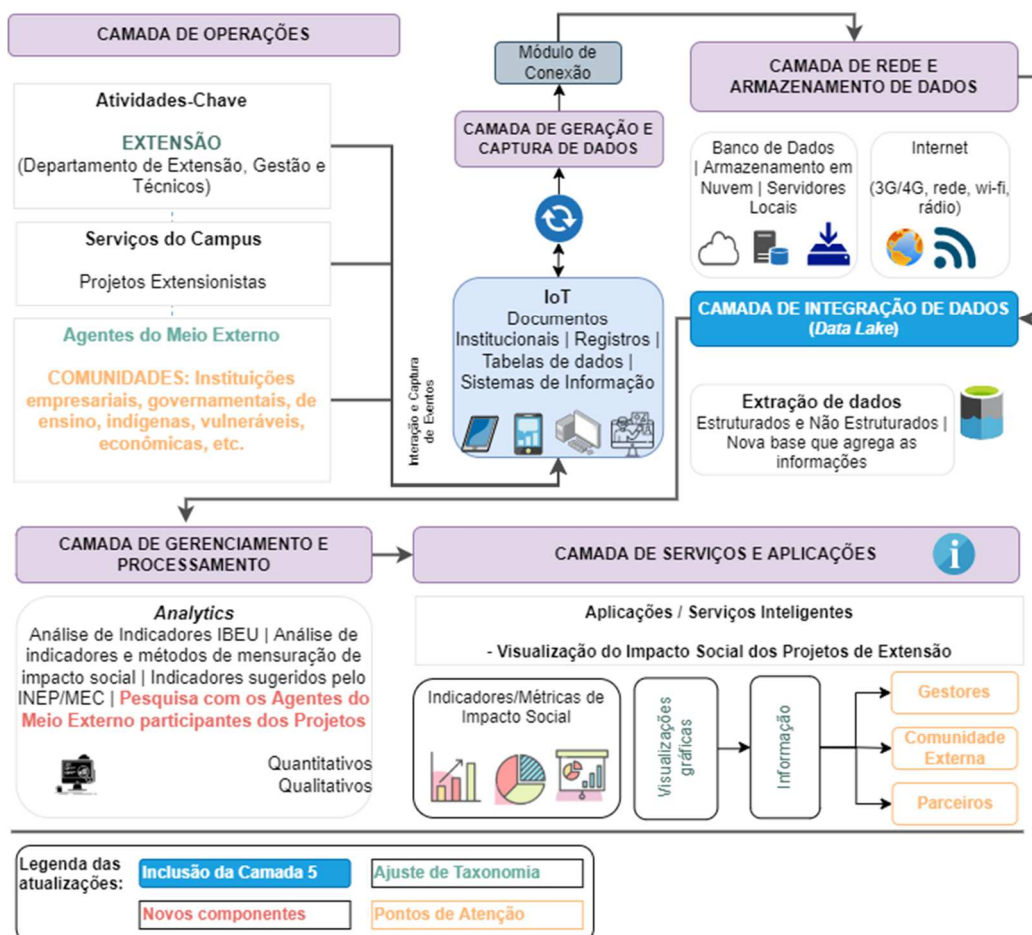 CAMADA DE OPERAÇÕES
Atividades-Chave
EXTENSÃO
(Departamento de Extensão, Gestão e
Técnicos)
Serviços do Campus
Projetos Extensionistas
Agentes do Meio Externo
COMUNIDADES: Instituições
empresariais, governamentais, de
ensino, indígenas, vulneráveis,
econômicas, etc.
Interação e Captura
de Eventos
Módulo de
Conexão
CAMADA DE GERAÇÃO E
CAPTURA DE DADOS
IoT
Documentos
Institucionais | Registros |
Tabelas de dados |
Sistemas de Informação
CAMADA DE REDE E
ARMAZENAMENTO DE DADOS
Banco de Dados
| Armazenamento em
Nuvem | Servidores
Locais
Internet
(3G/4G, rede, wi-fi,
rádio)
CAMADA DE INTEGRAÇÃO DE DADOS
(Data Lake)
Extração de dados
Estruturados e Não Estruturados |
Nova base que agrega as
informações
CAMADA DE GERENCIAMENTO E
PROCESSAMENTO
Analytics
Análise de Indicadores IBEU | Análise de
indicadores e métodos de mensuração de
impacto social | Indicadores sugeridos pelo
INEP/MEC | Pesquisa com os Agentes do
Meio Externo participantes dos Projetos
Quantitativos
Qualitativos
CAMADA DE SERVIÇOS E APLICAÇÕES
i
Aplicações / Serviços Inteligentes
- Visualização do Impacto Social dos Projetos de Extensão
Indicadores/Métricas de
Impacto Social
Visualizações
gráficas
Informação
Gestores
Comunidade
Externa
Parceiros
Legenda das
atualizações:
Inclusão da Camada 5
Ajuste de Taxonomia
Novos componentes
Pontos de Atenção